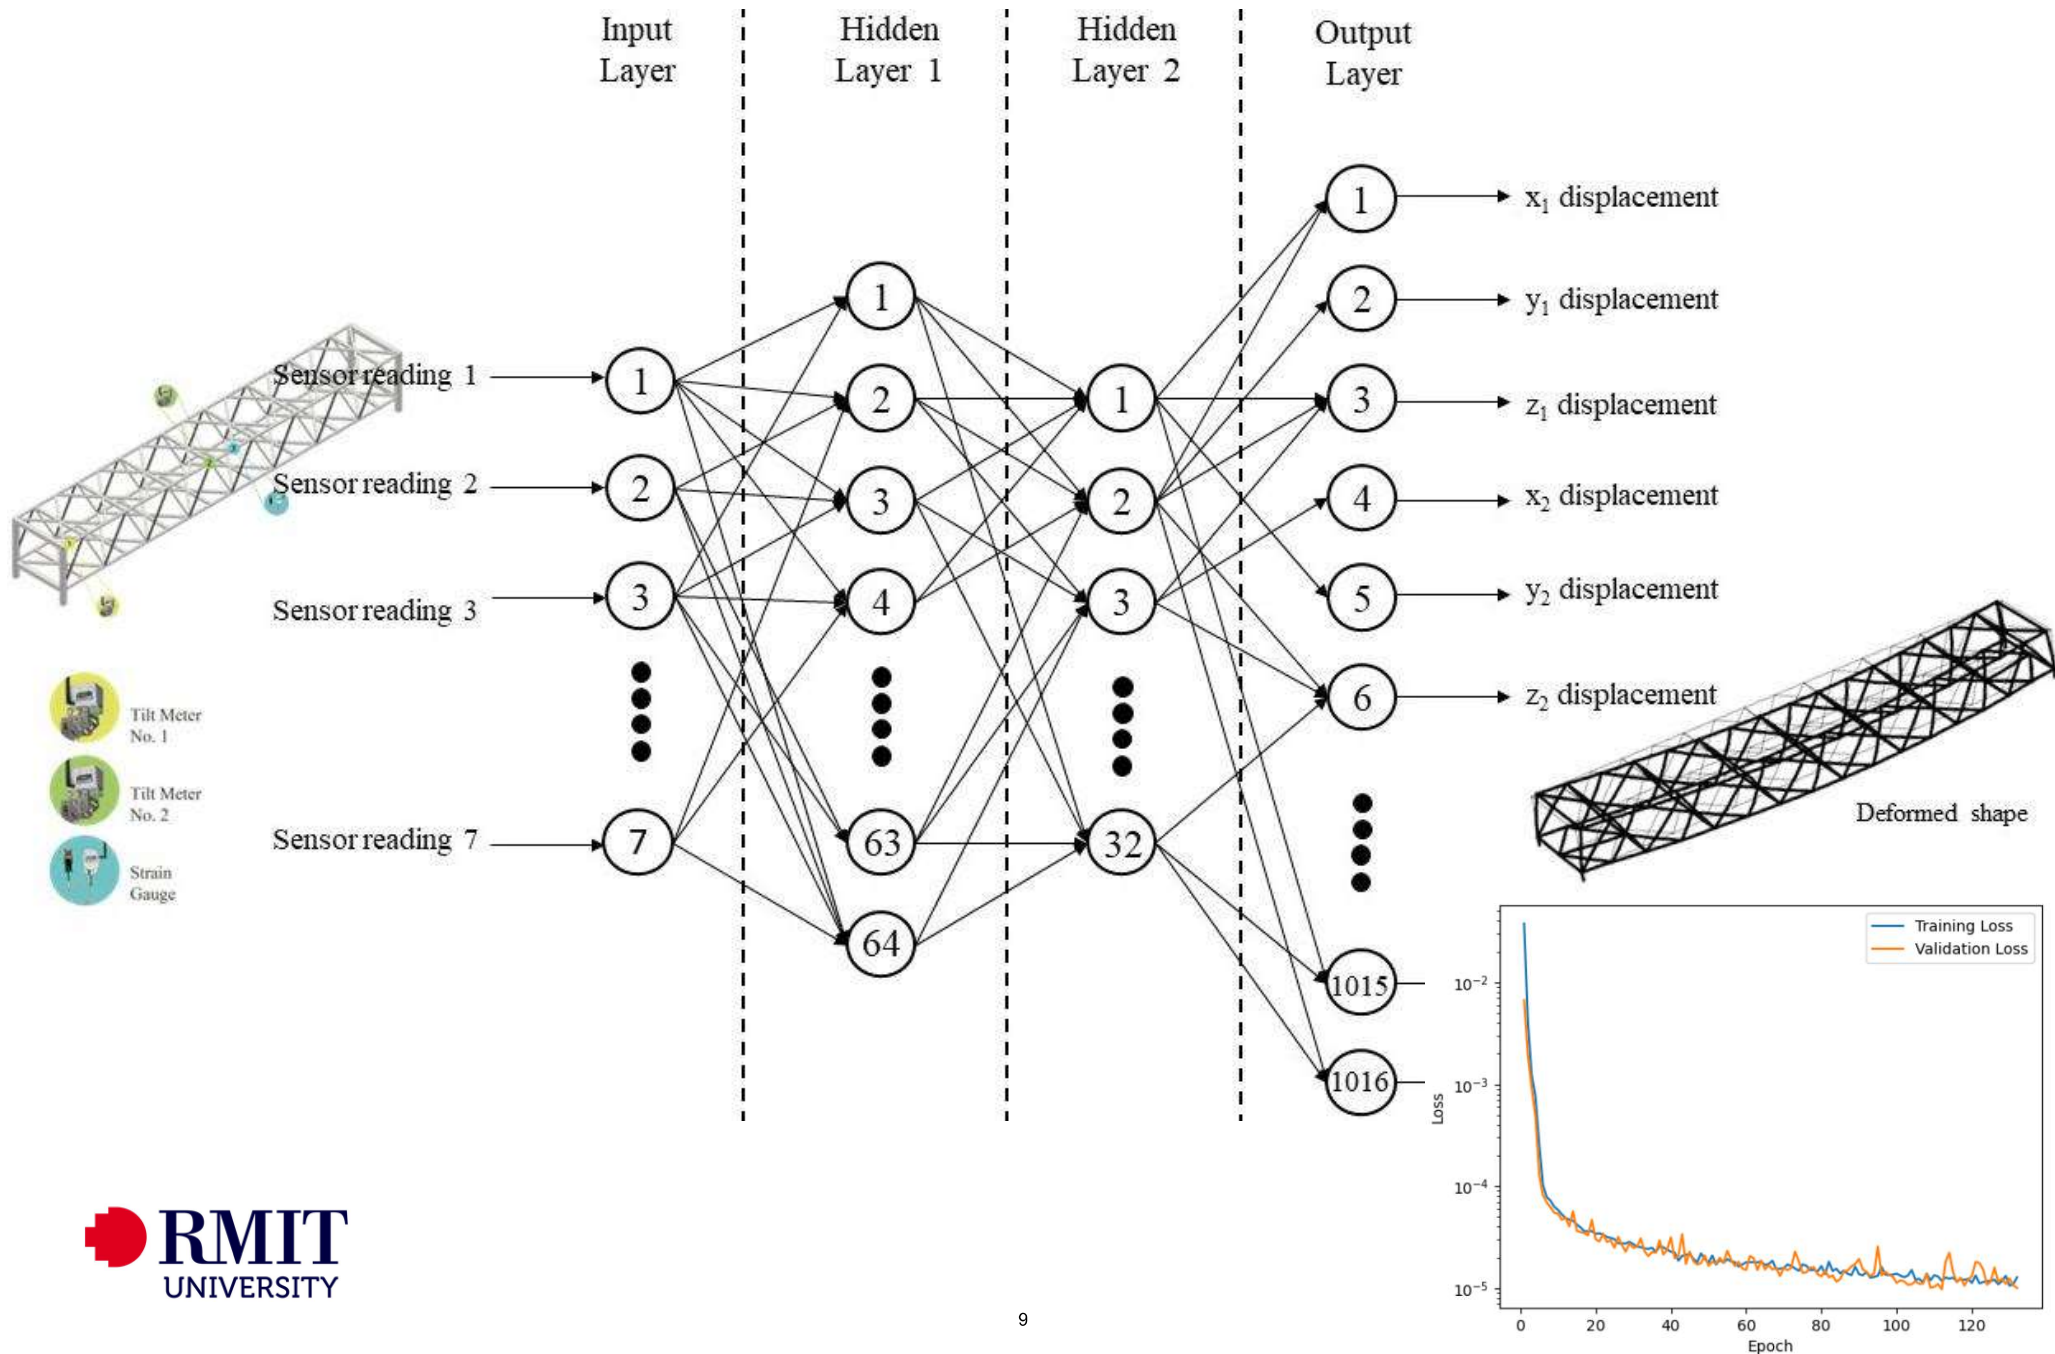 Input
Layer
Hidden
Layer 1
Hidden
Layer 2
Output
Layer
Sensor reading 1
Sensor reading 2
Sensor reading 3
Sensor reading 7
1
2
3
7
1
2
3
4
63
64
1
2
3
32
1
2
3
4
5
6
1015
1016
x₁ displacement
y₁ displacement
z₁ displacement
x₂ displacement
y₂ displacement
z₂ displacement
Tilt Meter
No. 1
Tilt Meter
No. 2
Strain
Gauge
Deformed shape
Training Loss
Validation Loss
10⁻²
10⁻³
10⁻⁴
10⁻⁵
Loss
0 20 40 60 80 100 120
Epoch
RMIT
UNIVERSITY
9